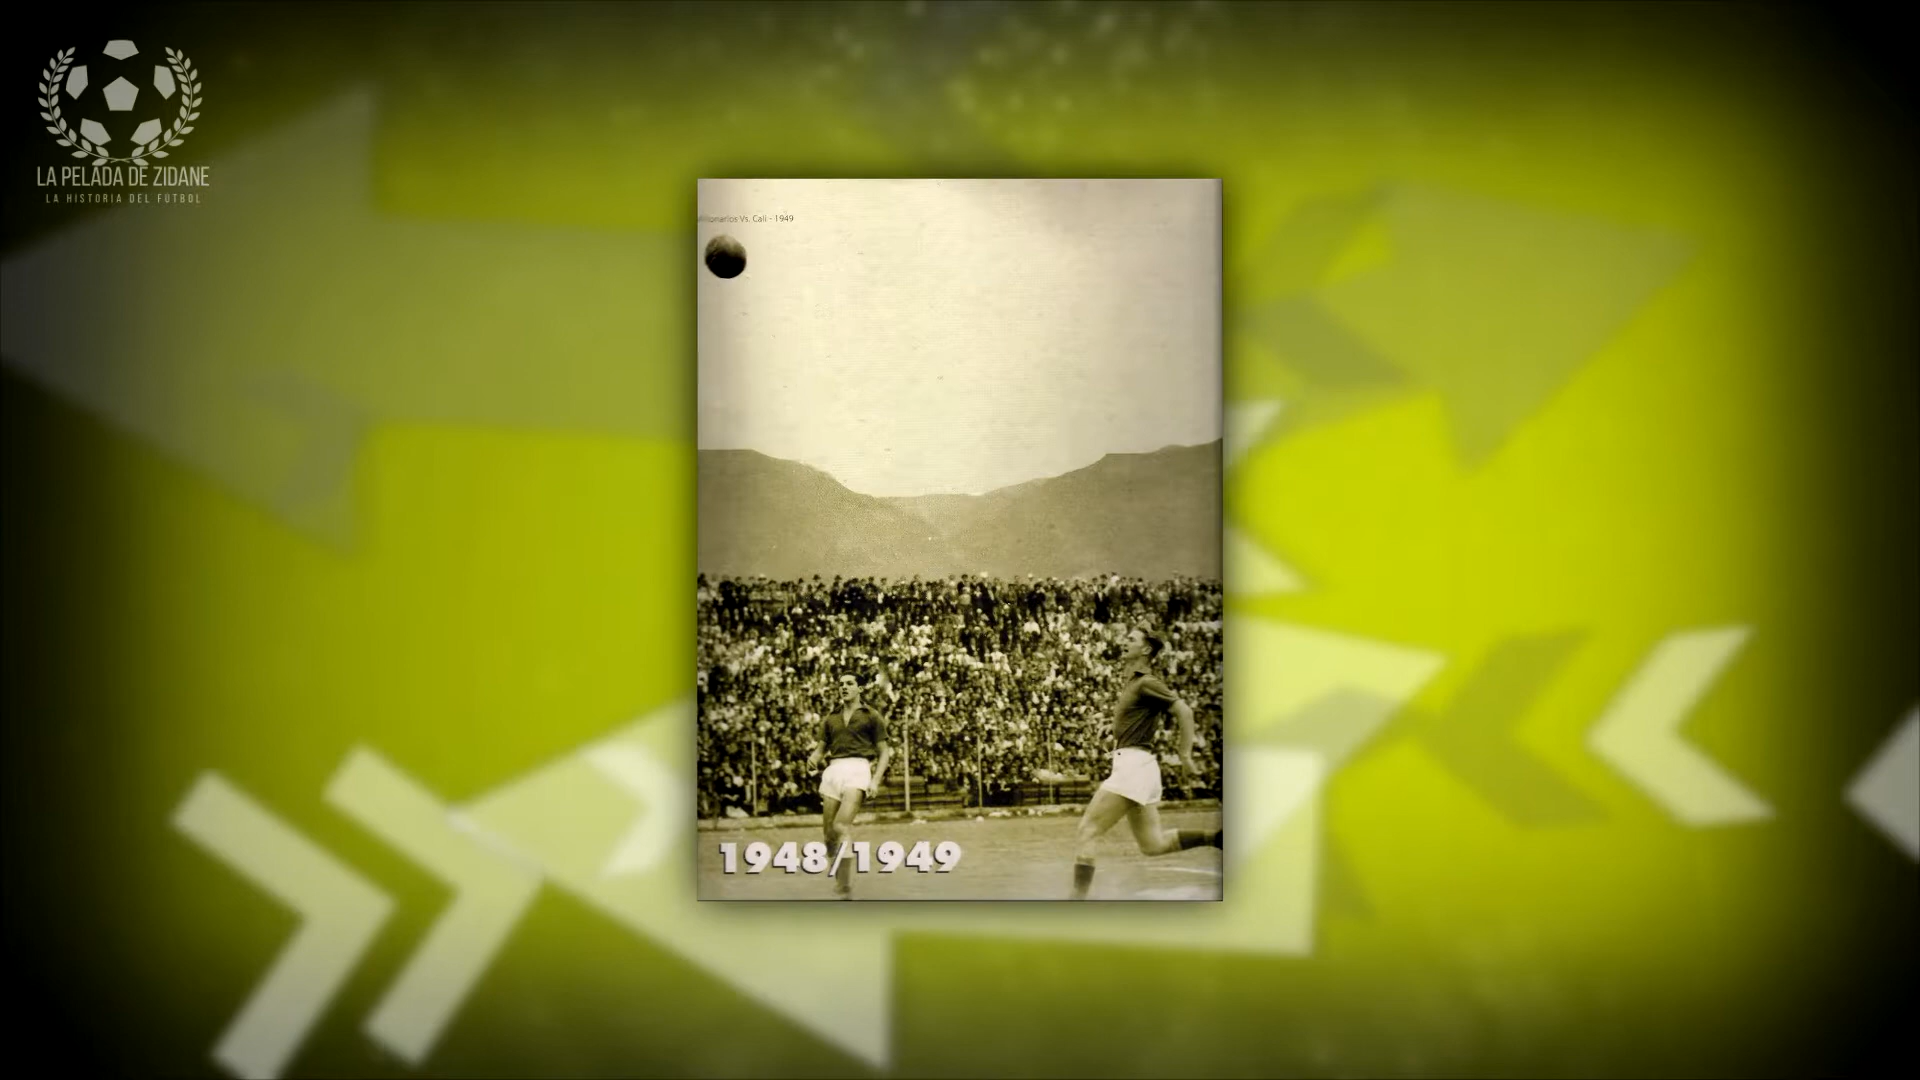 LA PELADA DE ZIDANE
LA HISTORIA DEL FUTBOL
Vs. Cali - 1949
1948/1949